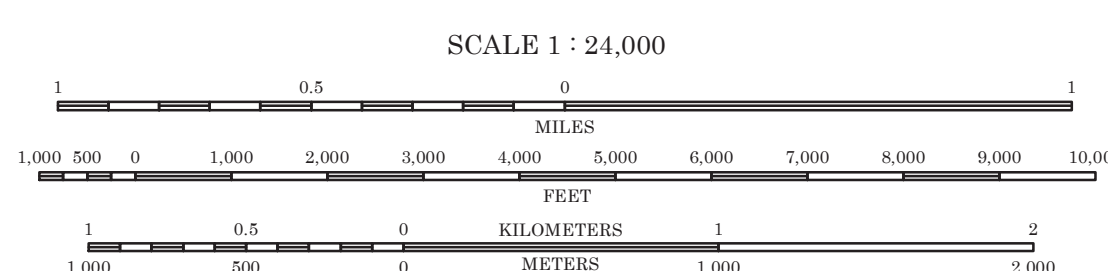 SCALE 1 : 24,000
1 0.5 0 1
MILES
1,000 500 0 1,000 2,000 3,000 4,000 5,000 6,000 7,000 8,000 9,000
FEET
1 0.5 0 KILOMETERS 1 2
1,000 500 0 METERS 1,000 2,000